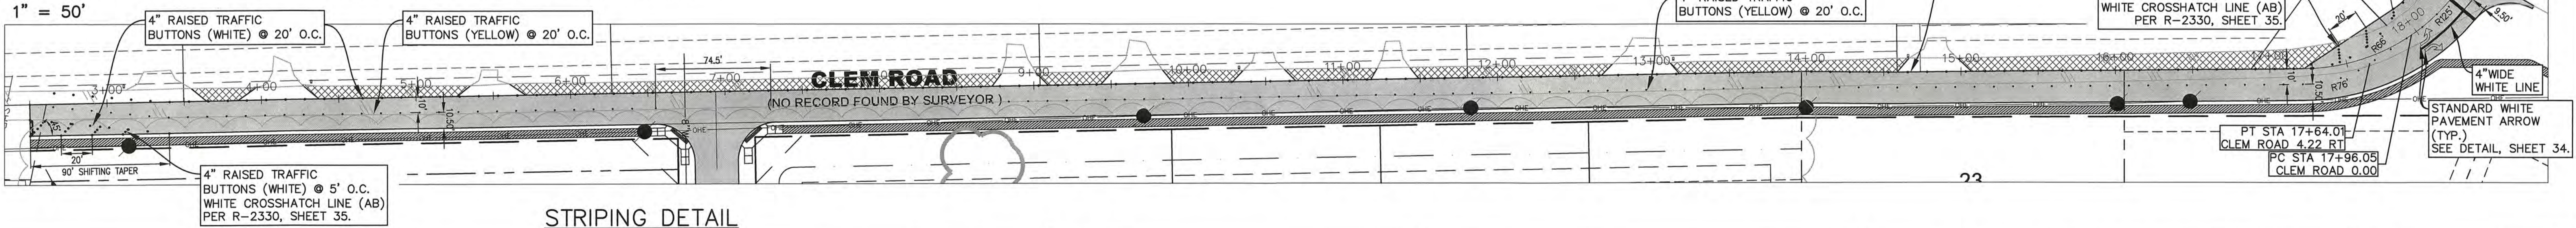 1" = 50'
4" RAISED TRAFFIC
BUTTONS (WHITE) @ 20' O.C.
4" RAISED TRAFFIC
BUTTONS (YELLOW) @ 20' O.C.
BUTTONS (YELLOW) @ 20' O.C.
WHITE CROSSHATCH LINE (AB)
PER R-2330, SHEET 35.
20'
9.50'
R125'
R66'
18+00
3+00
4+00
5+00
6+00
7+00
9+00
10+00
11+00
12+00
13+00
14+00
15+00
16+00
17+00
74.5'
CLEM ROAD
(NO RECORD FOUND BY SURVEYOR )
10'
10.50'
10'
10.50'
R76'
OHE
20'
90' SHIFTING TAPER
4" RAISED TRAFFIC
BUTTONS (WHITE) @ 5' O.C.
WHITE CROSSHATCH LINE (AB)
PER R-2330, SHEET 35.
4"WIDE
WHITE LINE
STANDARD WHITE
PAVEMENT ARROW
(TYP.)
SEE DETAIL, SHEET 34.
PT STA 17+64.01
CLEM ROAD 4.22 RT
PC STA 17+96.05
CLEM ROAD 0.00
STRIPING DETAIL